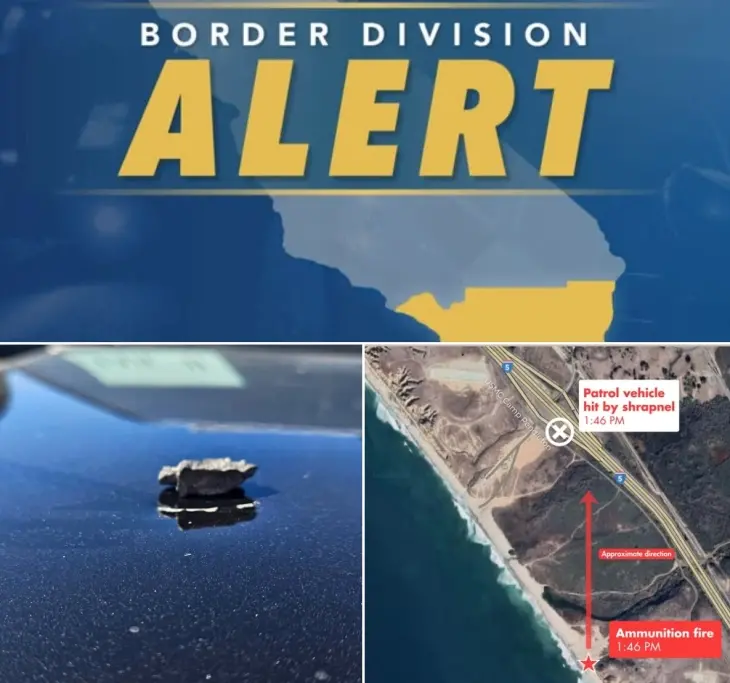 BORDER DIVISION
ALERT
5
Patrol vehicle
hit by shrapnel
1:46 PM
5
Approximate direction
Ammunition fire
1:46 PM